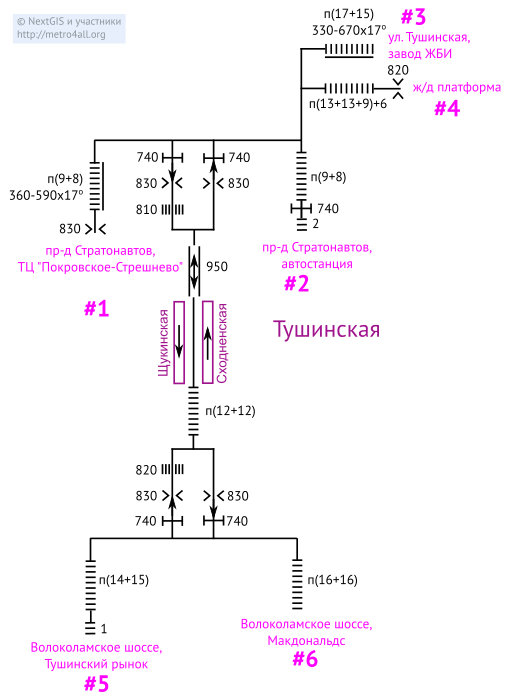 © NextGIS и участники
http://metro4all.org
п(17+15)
330-670x17°
#3
ул. Тушинская,
завод ЖБИ
820
ж/д платформа
#4
п(13+13+9)+6
740
740
830
830
810
п(9+8)
360-590x17°
830
пр-д Стратонавтов,
ТЦ "Покровское-Стрешнево"
#1
п(9+8)
740
2
пр-д Стратонавтов,
автостанция
#2
950
Щукинская
Сходненская
Тушинская
п(12+12)
820
830
830
740
740
п(14+15)
1
Волоколамское шоссе,
Тушинский рынок
#5
п(16+16)
Волоколамское шоссе,
Макдональдс
#6